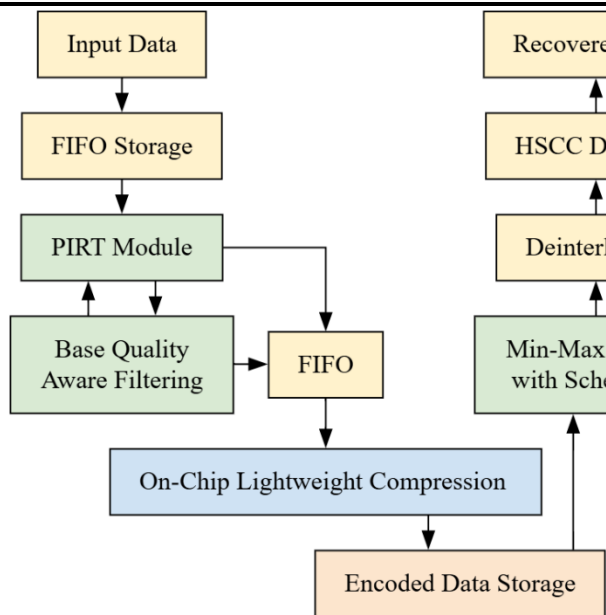 Input Data
FIFO Storage
PIRT Module
Base Quality
Aware Filtering
FIFO
On-Chip Lightweight Compression
Encoded Data Storage
HSCC
Min-Max
with